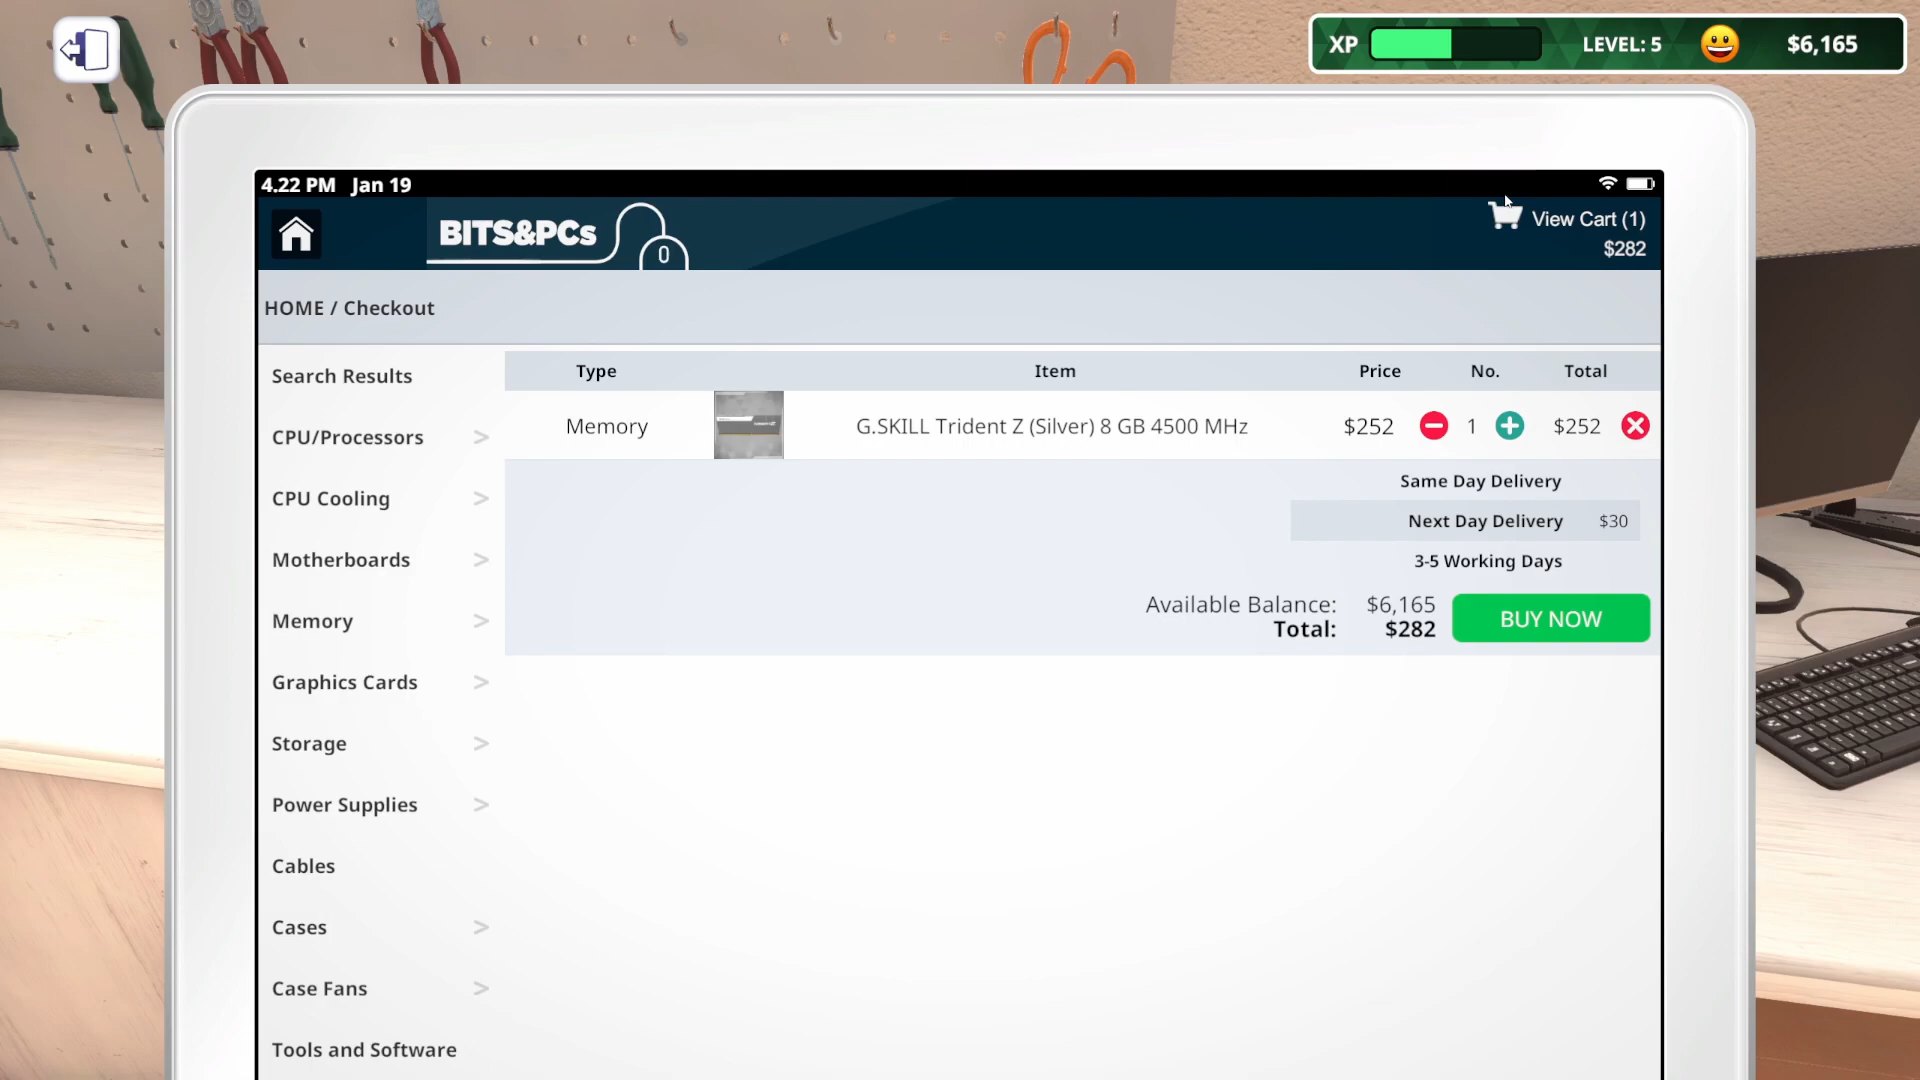 XP
LEVEL: 5
$6,165
4.22 PM Jan 19
BITS&PCs
View Cart (1)
$282
HOME / Checkout
Search Results
CPU/Processors >
CPU Cooling >
Motherboards >
Memory >
Graphics Cards >
Storage >
Power Supplies >
Cables
Cases >
Case Fans >
Tools and Software
Type Item Price No. Total
Memory G.SKILL Trident Z (Silver) 8 GB 4500 MHz $252 1 $252
Same Day Delivery
Next Day Delivery $30
3-5 Working Days
Available Balance: $6,165
Total: $282
BUY NOW